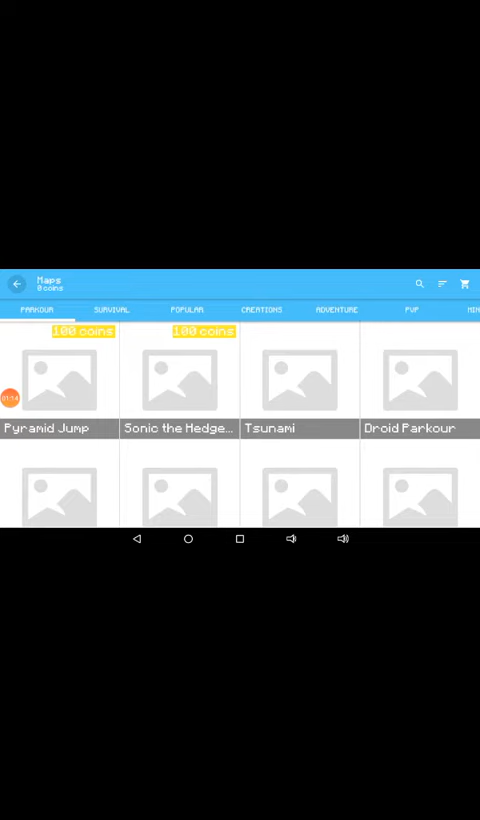 Maps
0 coins
PARKOUR SURVIVAL POPULAR CREATIONS ADVENTURE PVP
100 coins 100 coins
01:14
Pyramid Jump Sonic the Hedge... Tsunami Droid Parkour